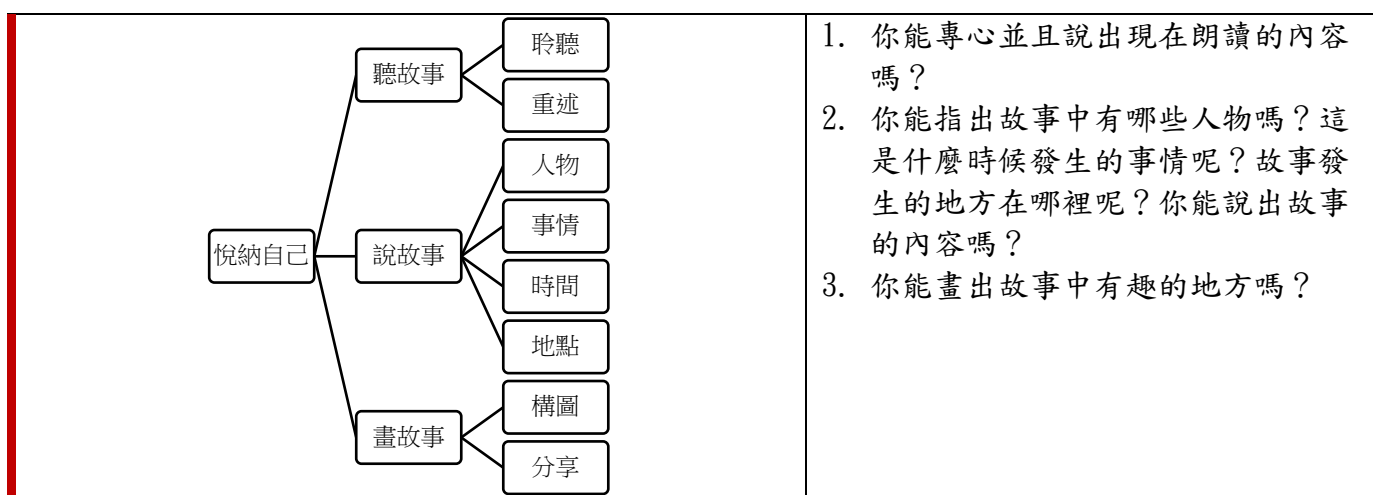 悅納自己
聽故事
聆聽
重述
說故事
人物
事情
時間
地點
畫故事
構圖
分享
1. 你能專心並且說出現在朗讀的內容
嗎？
2. 你能指出故事中有哪些人物嗎？這
是什麼時候發生的事情呢？故事發
生的地方在哪裡呢？你能說出故事
的內容嗎？
3. 你能畫出故事中有趣的地方嗎？